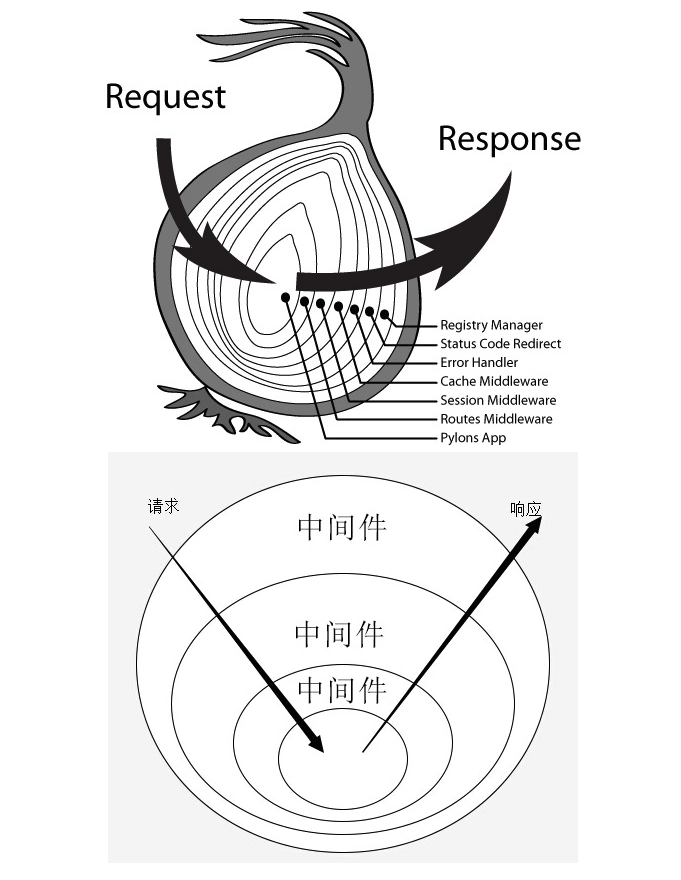 Request
Response
Registry Manager
Status Code Redirect
Error Handler
Cache Middleware
Session Middleware
Routes Middleware
Pylons App
请求
响应
中间件
中间件
中间件